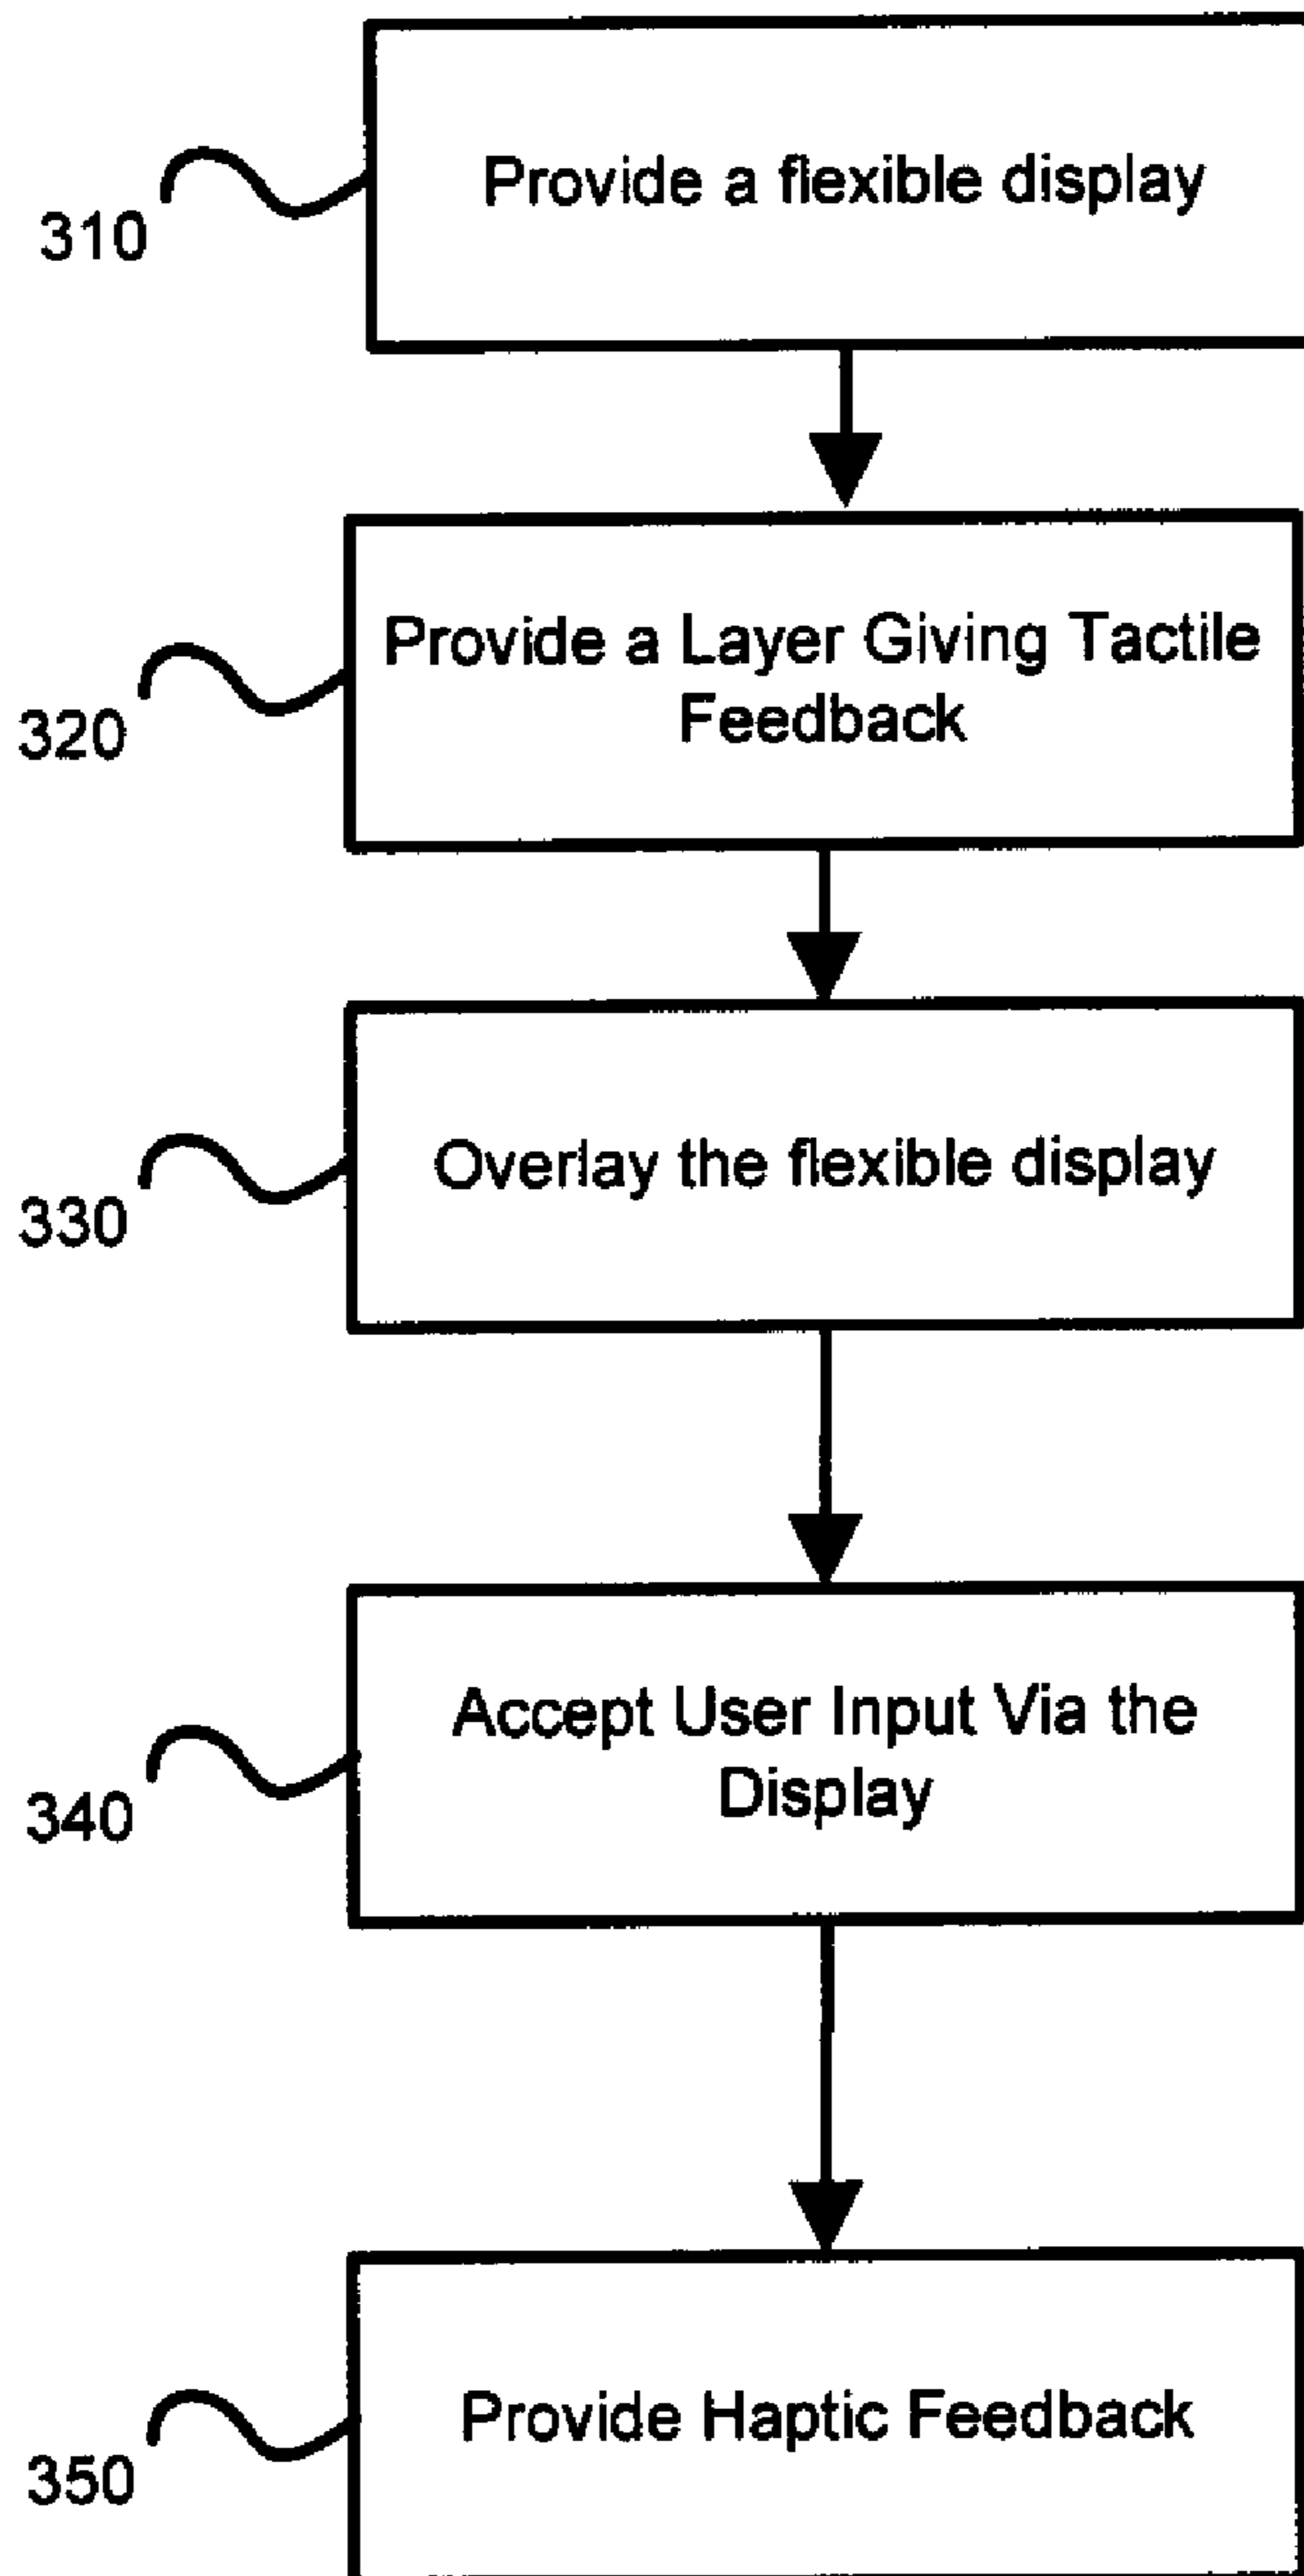 Provide a flexible display
310
Provide a Layer Giving Tactile
Feedback
320
Overlay the flexible display
330
Accept User Input Via the
Display
340
Provide Haptic Feedback
350